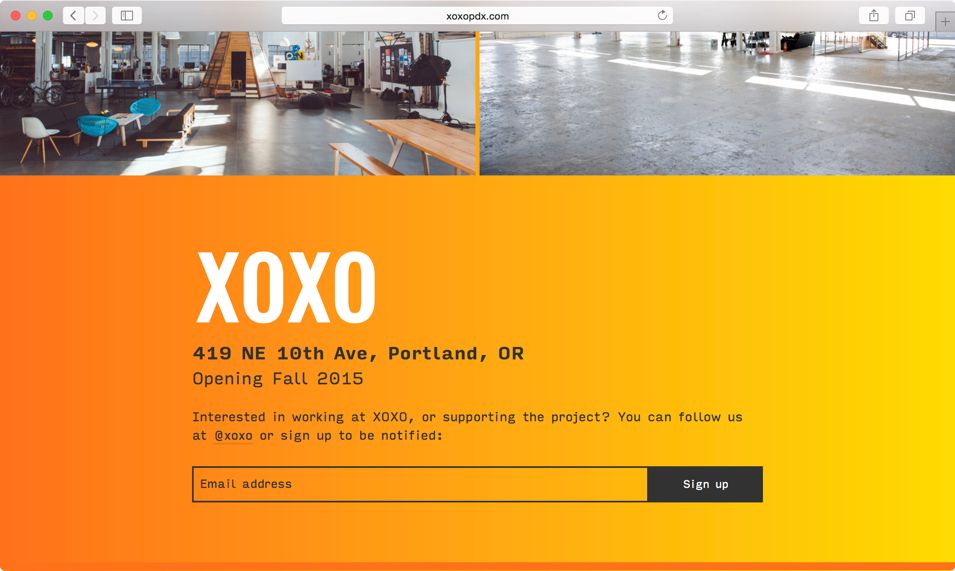 xoxopdx.com
XOXO
419 NE 10th Ave, Portland, OR
Opening Fall 2015
Interested in working at XOXO, or supporting the project? You can follow us
at @xoxo or sign up to be notified:
Email address
Sign up